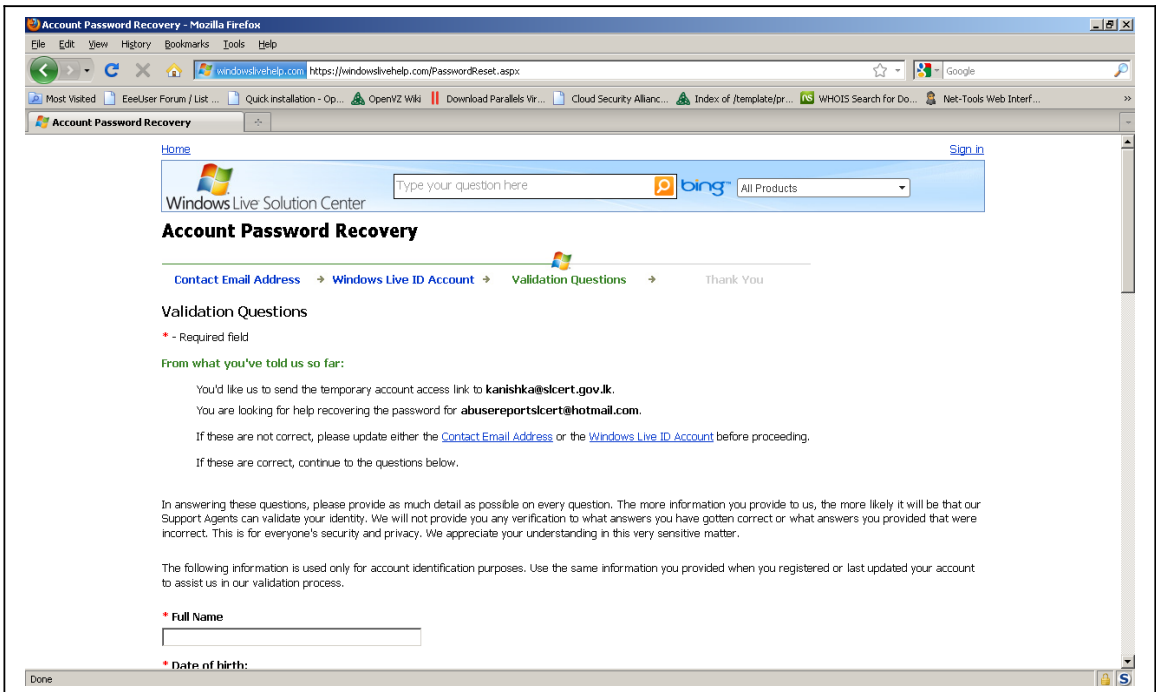 Account Password Recovery - Mozilla Firefox
File Edit View History Bookmarks Tools Help
windowslivehelp.com https://windowslivehelp.com/PasswordReset.aspx Google
Most Visited EeeUser Forum / List ... Quick installation - Op... OpenVZ Wiki Download Parallels Vir... Cloud Security Allianc... Index of /template/pr... WHOIS Search for Do... Net-Tools Web Interf... »
Account Password Recovery
Home Sign in
Type your question here bing™ All Products
Windows Live Solution Center
Account Password Recovery
Contact Email Address → Windows Live ID Account → Validation Questions → Thank You
Validation Questions
* - Required field
From what you've told us so far:
You'd like us to send the temporary account access link to kanishka@slcert.gov.lk.
You are looking for help recovering the password for abusereportslcert@hotmail.com.
If these are not correct, please update either the Contact Email Address or the Windows Live ID Account before proceeding.
If these are correct, continue to the questions below.
In answering these questions, please provide as much detail as possible on every question. The more information you provide to us, the more likely it will be that our
Support Agents can validate your identity. We will not provide you any verification to what answers you have gotten correct or what answers you provided that were
incorrect. This is for everyone's security and privacy. We appreciate your understanding in this very sensitive matter.
The following information is used only for account identification purposes. Use the same information you provided when you registered or last updated your account
to assist us in our validation process.
* Full Name
* Date of birth:
Done